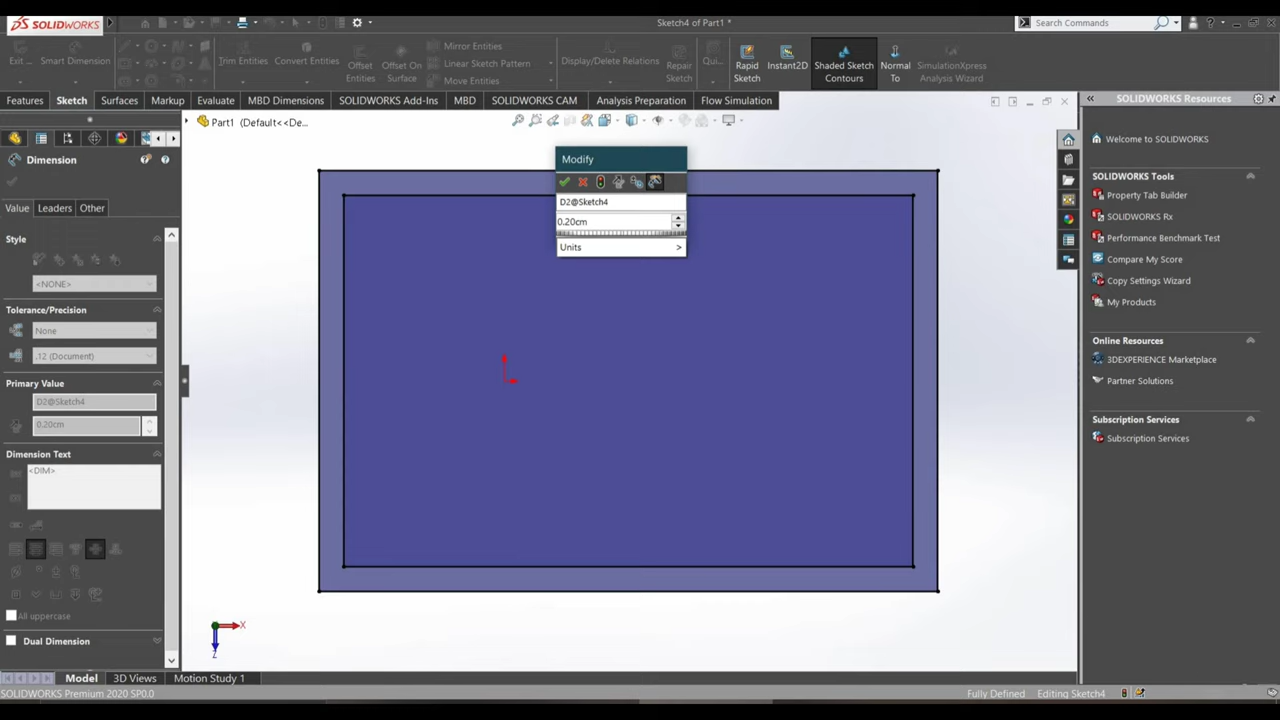 SOLIDWORKS
Sketch4 of Part1 *
Search Commands
Exit ...
Smart Dimension
Trim Entities
Convert Entities
Offset Entities
Offset On Surface
Mirror Entities
Linear Sketch Pattern
Move Entities
Display/Delete Relations
Repair Sketch
Qui...
Rapid Sketch
Instant2D
Shaded Sketch Contours
Normal To
SimulationXpress Analysis Wizard
Features
Sketch
Surfaces
Markup
Evaluate
MBD Dimensions
SOLIDWORKS Add-Ins
MBD
SOLIDWORKS CAM
Analysis Preparation
Flow Simulation
Part1 (Default<<De...
Dimension
Value
Leaders
Other
Style
<NONE>
Tolerance/Precision
None
.12 (Document)
Primary Value
D2@Sketch4
0.20cm
Dimension Text
<DIM>
All uppercase
Dual Dimension
Modify
D2@Sketch4
0.20cm
Units >
X
Z
SOLIDWORKS Resources
Welcome to SOLIDWORKS
SOLIDWORKS Tools
Property Tab Builder
SOLIDWORKS Rx
Performance Benchmark Test
Compare My Score
Copy Settings Wizard
My Products
Online Resources
3DEXPERIENCE Marketplace
Partner Solutions
Subscription Services
Subscription Services
Model
3D Views
Motion Study 1
SOLIDWORKS Premium 2020 SP0.0
Fully Defined
Editing Sketch4